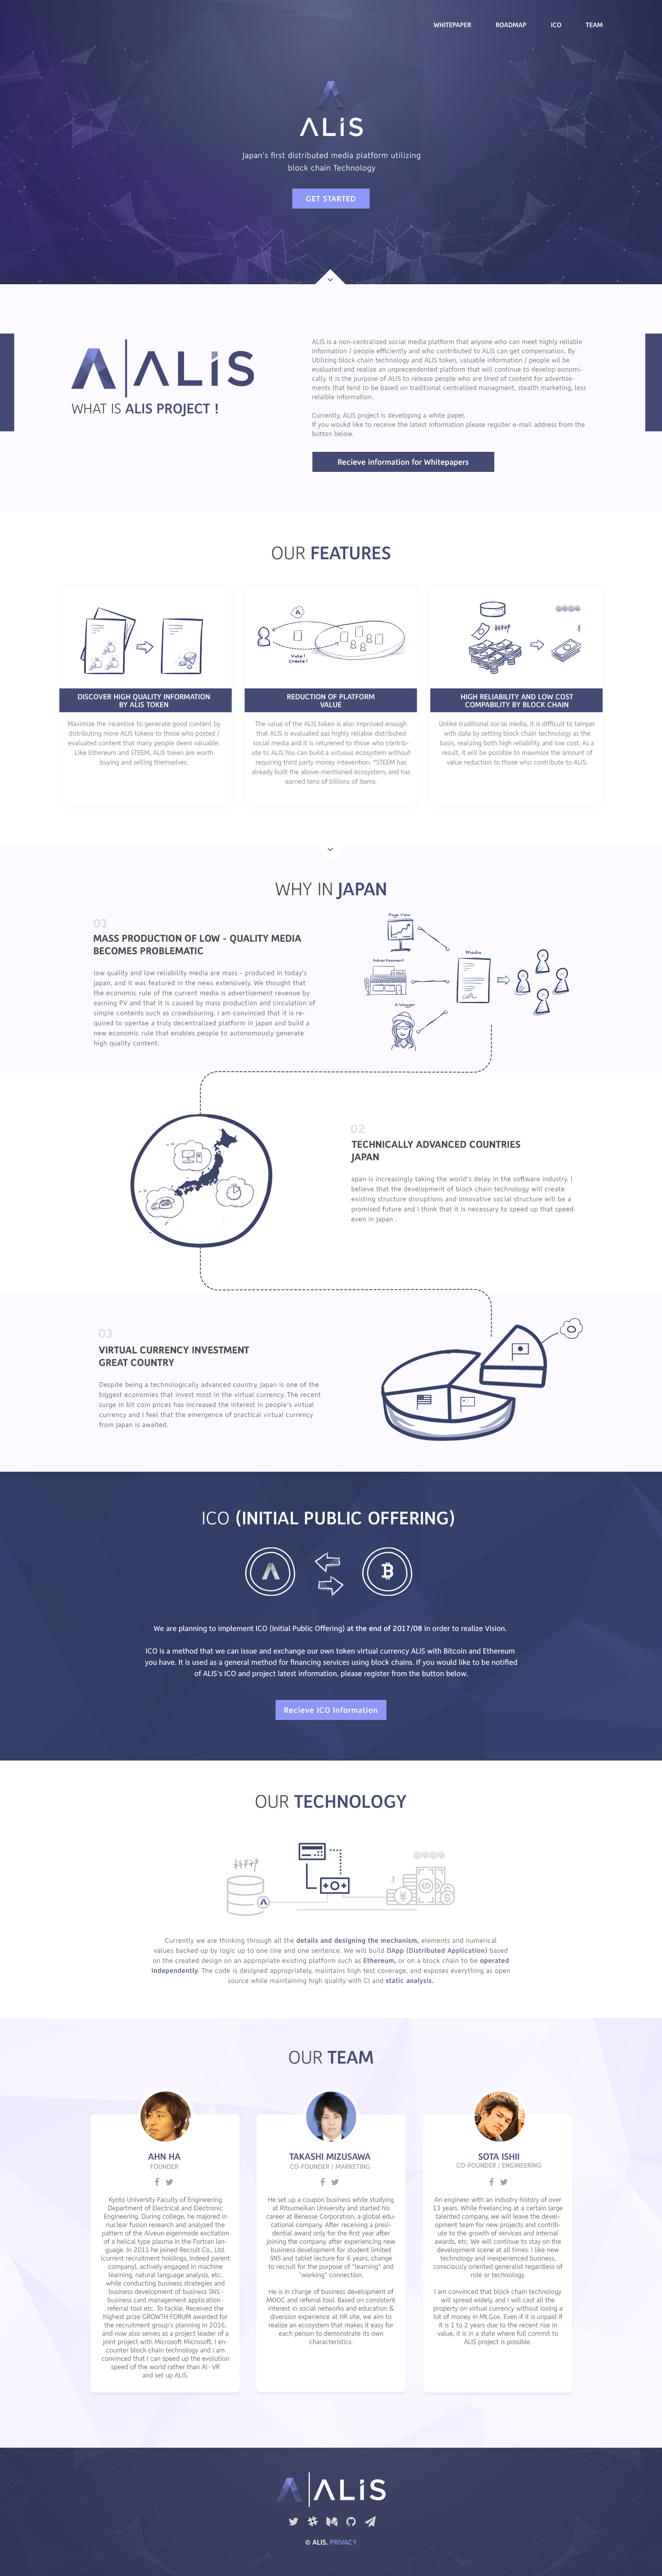 WHITEPAPER ROADMAP ICO TEAM
ALiS
Japan's first distributed media platform utilizing
block chain Technology
GET STARTED
ALiS
WHAT IS ALIS PROJECT !
ALIS is a non-centralized social media platform that anyone who can meet highly reliable
information / people efficiently and who contributed to ALIS can get compensation. By
Utilizing block chain technology and ALIS token, valuable information / people wil be
evaluated and realize an unprecendented platform that will continue to develop eonomi-
cally. It is the purpose of ALIS to release people who are tired of content for advertise-
ments that tend to be based on traditional centralized managment, stealth marketing, less
relaible information.
Currently, ALIS project is developing a white paper.
If you woukd like to receive the latest information please regsiter e-mail address from the
button below.
Recieve information for Whitepapers
OUR FEATURES
DISCOVER HIGH QUALITY INFORMATION
BY ALIS TOKEN
Maximize the incentive to generate good content by
distributing more ALIS tokens to those who posted /
evaluated content that many people deem valuable.
Like Ethereum and STEEM, ALIS token are worth
buying and selling themselves.
Vote !
Create !
REDUCTION OF PLATFORM
VALUE
The value of the ALIS token is also improved enough
that ALIS is evaluated aas highly reliable distributed
social media and it is returened to those who contrib-
ute to ALIS.You can build a virtuous ecosystem without
requiring third party money intevention. *STEEM has
already built the above-mentioned ecosystem, and has
earned tens of billions of items.
HIGH RELIABILITY AND LOW COST
COMPABILITY BY BLOCK CHAIN
Unlike traditional social media, it is difficult to tamper
with data by setting block chain technology as the
basis, realizing both high reliability and low cost. As a
result, it will be possible to maximize the amount of
value reduction to those who contribute to ALIS.
WHY IN JAPAN
01
MASS PRODUCTION OF LOW - QUALITY MEDIA
BECOMES PROBLEMATIC
low quality and low reliability media are mass - produced in today's
japan, and it was featured in the news extensively. We thought that
the economic rule of the current media is advertisement revenue by
earning PV and that it is caused by mass production and circulation of
simple contents such as crowdsouring. I am convinced that it is re-
quired to opertae a truly decentralized platform in japan and build a
new economic rule that enables people to autonomously generate
high quality content.
Page View
Advertisement
Media
A blogger
02
TECHNICALLY ADVANCED COUNTRIES
JAPAN
apan is increasingly taking the world's delay in the software industry. I
believe that the development of block chain technology will create
existing structure disruptions and innovative social structure will be a
promised future and I think that it is necessary to speed up that speed
even in Japan .
03
VIRTUAL CURRENCY INVESTMENT
GREAT COUNTRY
Despite being a technologically advanced country, Japan is one of the
biggest economies that invest most in the virtual currency. The recent
surge in bit coin prices has increased the interest in people's virtual
currency and I feel that the emergence of practical virtual currency
from Japan is awaited.
ICO (INITIAL PUBLIC OFFERING)
We are planning to implement ICO (Initial Public Offering) at the end of 2017/08 in order to realize Vision.
ICO is a method that we can issue and exchange our own token virtual currency ALIS with Bitcoin and Ethereum
you have. It is used as a general method for financing services using block chains. If you would like to be notified
of ALIS's ICO and project latest information, please register from the button below.
Recieve ICO Information
OUR TECHNOLOGY
Currently we are thinking through all the details and designing the mechanism, elements and numerical
values backed up by logic up to one line and one sentence. We will build DApp (Distributed Application) based
on the created design on an appropriate existing platform such as Ethereum, or on a block chain to be operated
independently. The code is designed appropriately, maintains high test coverage, and exposes everything as open
source while maintaining high quality with CI and static analysis.
OUR TEAM
AHN HA
FOUNDER
Kyoto University Faculty of Engineering
Department of Electrical and Electronic
Engineering. During college, he majored in
nuclear fusion research and analyzed the
pattern of the Alveun eigenmode excitation
of a helical type plasma in the Fortran lan-
guage. In 2011 he joined Recruit Co., Ltd.
(current recruitment holdings, Indeed parent
company), actively engaged in machine
learning, natural language analysis, etc.
while conducting business strategies and
business development of business SNS ·
business card management application ·
referral tool etc. To tackle. Received the
highest prize GROWTH FORUM awarded for
the recruitment group's planning in 2016,
and now also serves as a project leader of a
joint project with Microsoft Microsoft. I en-
counter block chain technology and I am
convinced that I can speed up the evolution
speed of the world rather than AI · VR
and set up ALIS.
TAKASHI MIZUSAWA
CO-FOUNDER / MARKETING
He set up a coupon business while studying
at Ritsumeikan University and started his
career at Benesse Corporation, a global edu-
cational company. After receiving a presi-
dential award only for the first year after
joining the company, after experiencing new
business development for student limited
SNS and tablet lecture for 6 years, change
to recruit for the purpose of "learning" and
"working" connection.
He is in charge of business development of
MOOC and referral tool. Based on consistent
interest in social networks and education &
diversion experience at HR site, we aim to
realize an ecosystem that makes it easy for
each person to demonstrate its own
characteristics.
SOTA ISHII
CO-FOUNDER / ENGINEERING
An engineer with an industry history of over
13 years. While freelancing at a certain large
talented company, we will leave the devel-
opment team for new projects and contrib-
ute to the growth of services and internal
awards, etc. We will continue to stay on the
development scene at all times. I like new
technology and inexperienced business,
consciously oriented generalist regardless of
role or technology.
I am convinced that block chain technology
will spread widely, and I will cast all the
property on virtual currency without losing a
lot of money in Mt.Gox. Even if it is unpaid if
it is 1 to 2 years due to the recent rise in
value, it is in a state where full commit to
ALIS project is possible.
ALiS
© ALIS. PRIVACY